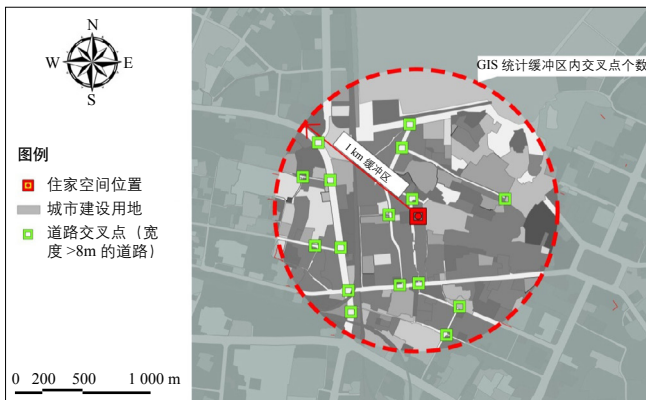 N
W E
S
GIS 统计缓冲区内交叉点个数
1 km 缓冲区
图例
住家空间位置
城市建设用地
道路交叉点（宽
度 >8m 的道路）
0 200 500 1 000 m